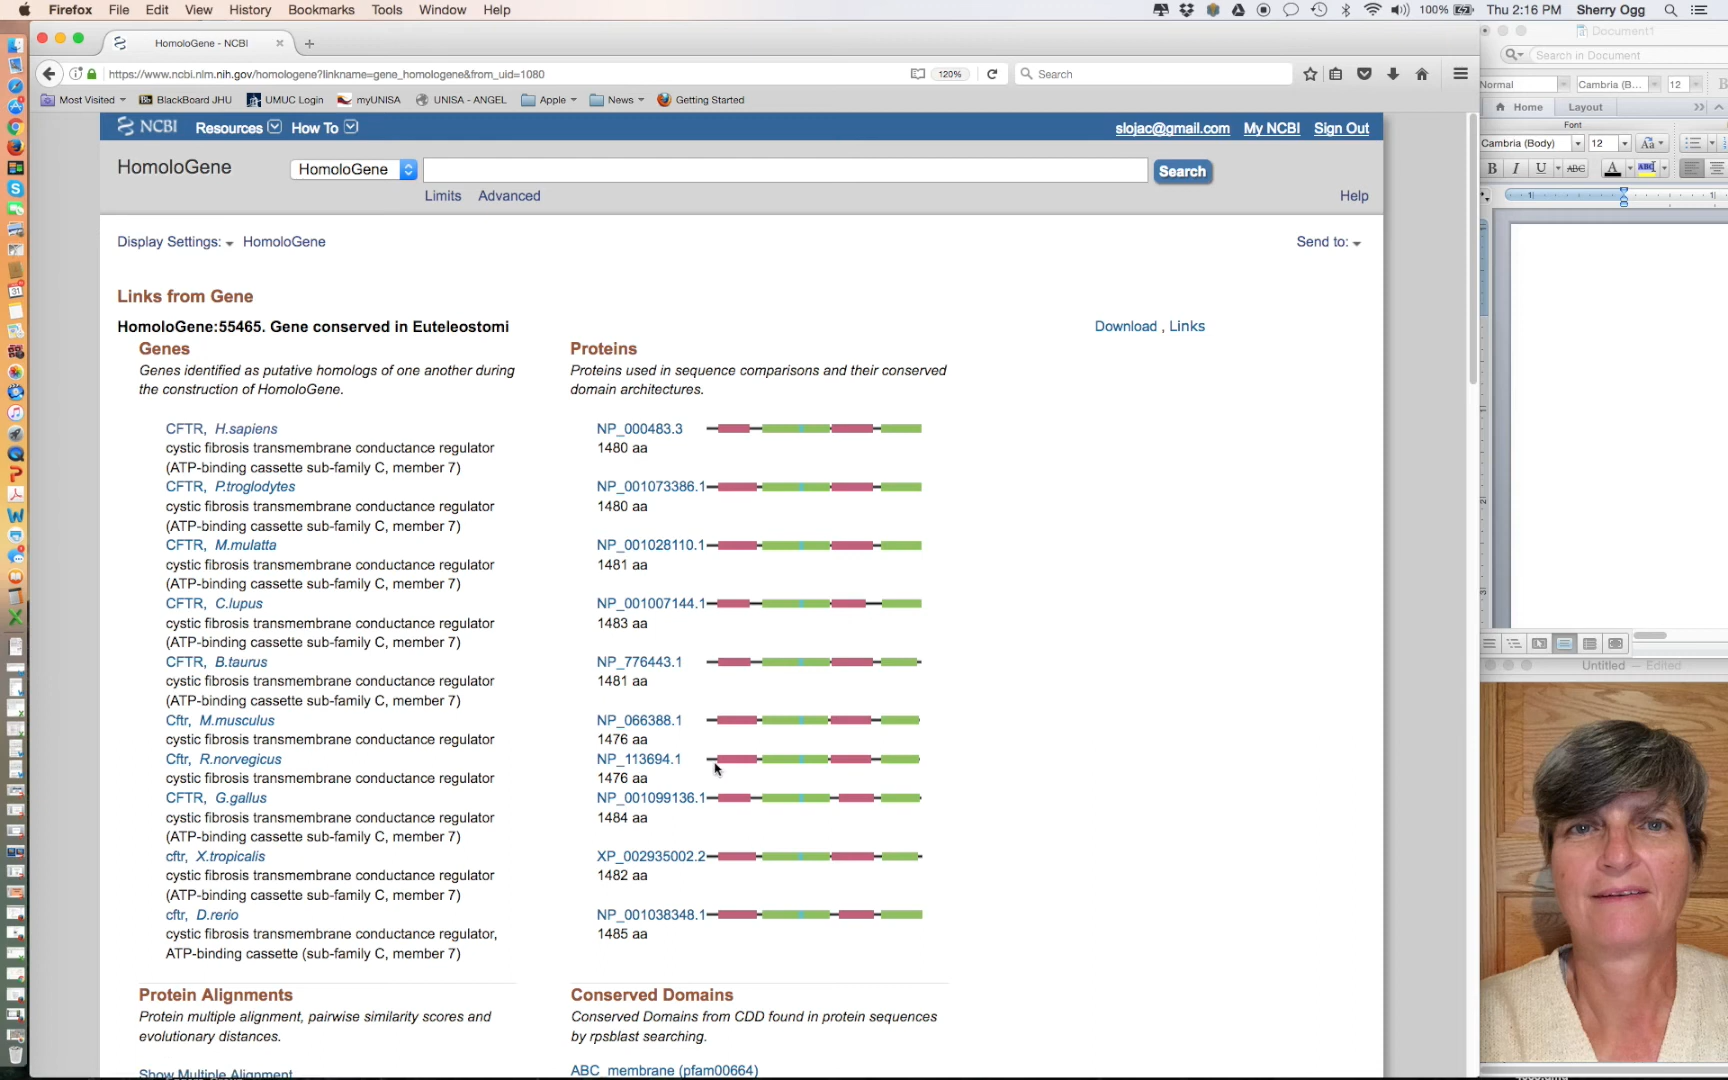 Firefox File Edit View History Bookmarks Tools Window Help 100% Thu 2:16 PM Sherry Ogg
HomoloGene - NCBI
https://www.ncbi.nlm.nih.gov/homologene?linkname=gene_homologene&from_uid=1080 120% Search
Most Visited BlackBoard JHU UMUC Login myUNISA UNISA - ANGEL Apple News Getting Started
NCBI Resources How To slojac@gmail.com My NCBI Sign Out
HomoloGene HomoloGene Search
Limits Advanced Help
Display Settings: HomoloGene Send to:
Links from Gene
HomoloGene:55465. Gene conserved in Euteleostomi Download , Links
Genes
Genes identified as putative homologs of one another during
the construction of HomoloGene.
CFTR, H.sapiens
cystic fibrosis transmembrane conductance regulator
(ATP-binding cassette sub-family C, member 7)
CFTR, P.troglodytes
cystic fibrosis transmembrane conductance regulator
(ATP-binding cassette sub-family C, member 7)
CFTR, M.mulatta
cystic fibrosis transmembrane conductance regulator
(ATP-binding cassette sub-family C, member 7)
CFTR, C.lupus
cystic fibrosis transmembrane conductance regulator
(ATP-binding cassette sub-family C, member 7)
CFTR, B.taurus
cystic fibrosis transmembrane conductance regulator
(ATP-binding cassette sub-family C, member 7)
Cftr, M.musculus
cystic fibrosis transmembrane conductance regulator
Cftr, R.norvegicus
cystic fibrosis transmembrane conductance regulator
CFTR, G.gallus
cystic fibrosis transmembrane conductance regulator
(ATP-binding cassette sub-family C, member 7)
cftr, X.tropicalis
cystic fibrosis transmembrane conductance regulator
(ATP-binding cassette sub-family C, member 7)
cftr, D.rerio
cystic fibrosis transmembrane conductance regulator,
ATP-binding cassette (sub-family C, member 7)
Proteins
Proteins used in sequence comparisons and their conserved
domain architectures.
NP_000483.3
1480 aa
NP_001073386.1
1480 aa
NP_001028110.1
1481 aa
NP_001007144.1
1483 aa
NP_776443.1
1481 aa
NP_066388.1
1476 aa
NP_113694.1
1476 aa
NP_001099136.1
1484 aa
XP_002935002.2
1482 aa
NP_001038348.1
1485 aa
Protein Alignments
Protein multiple alignment, pairwise similarity scores and
evolutionary distances.
Show Multiple Alignment
Conserved Domains
Conserved Domains from CDD found in protein sequences
by rpsblast searching.
ABC_membrane (pfam00664)
Document1
Search in Document
Normal Cambria (B... 12
Home Layout
Font
Cambria (Body) 12
B I U ABC A ABC
Untitled — Edited